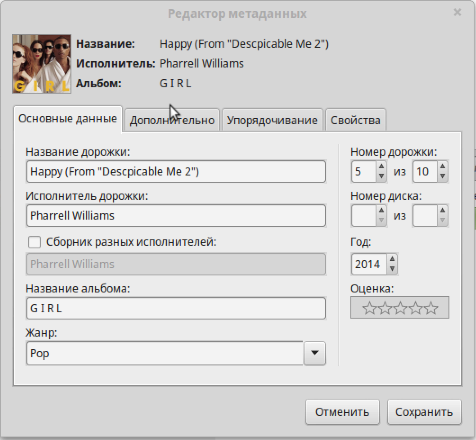 Редактор метаданных
Название: Happy (From "Descpicable Me 2")
Исполнитель: Pharrell Williams
Альбом: G I R L
G I R L
Основные данные Дополнительно Упорядочивание Свойства
Название дорожки: Номер дорожки:
Happy (From "Descpicable Me 2") 5 из 10
Исполнитель дорожки: Номер диска:
Pharrell Williams из
Сборник разных исполнителей: Год:
Pharrell Williams 2014
Название альбома: Оценка:
G I R L
Жанр:
Pop
Отменить Сохранить